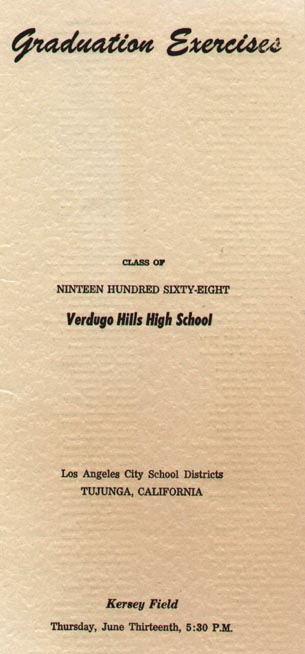 Graduation Exercises
CLASS OF
NINTEEN HUNDRED SIXTY-EIGHT
Verdugo Hills High School
Los Angeles City School Districts
TUJUNGA, CALIFORNIA
Kersey Field
Thursday, June Thirteenth, 5:30 P.M.